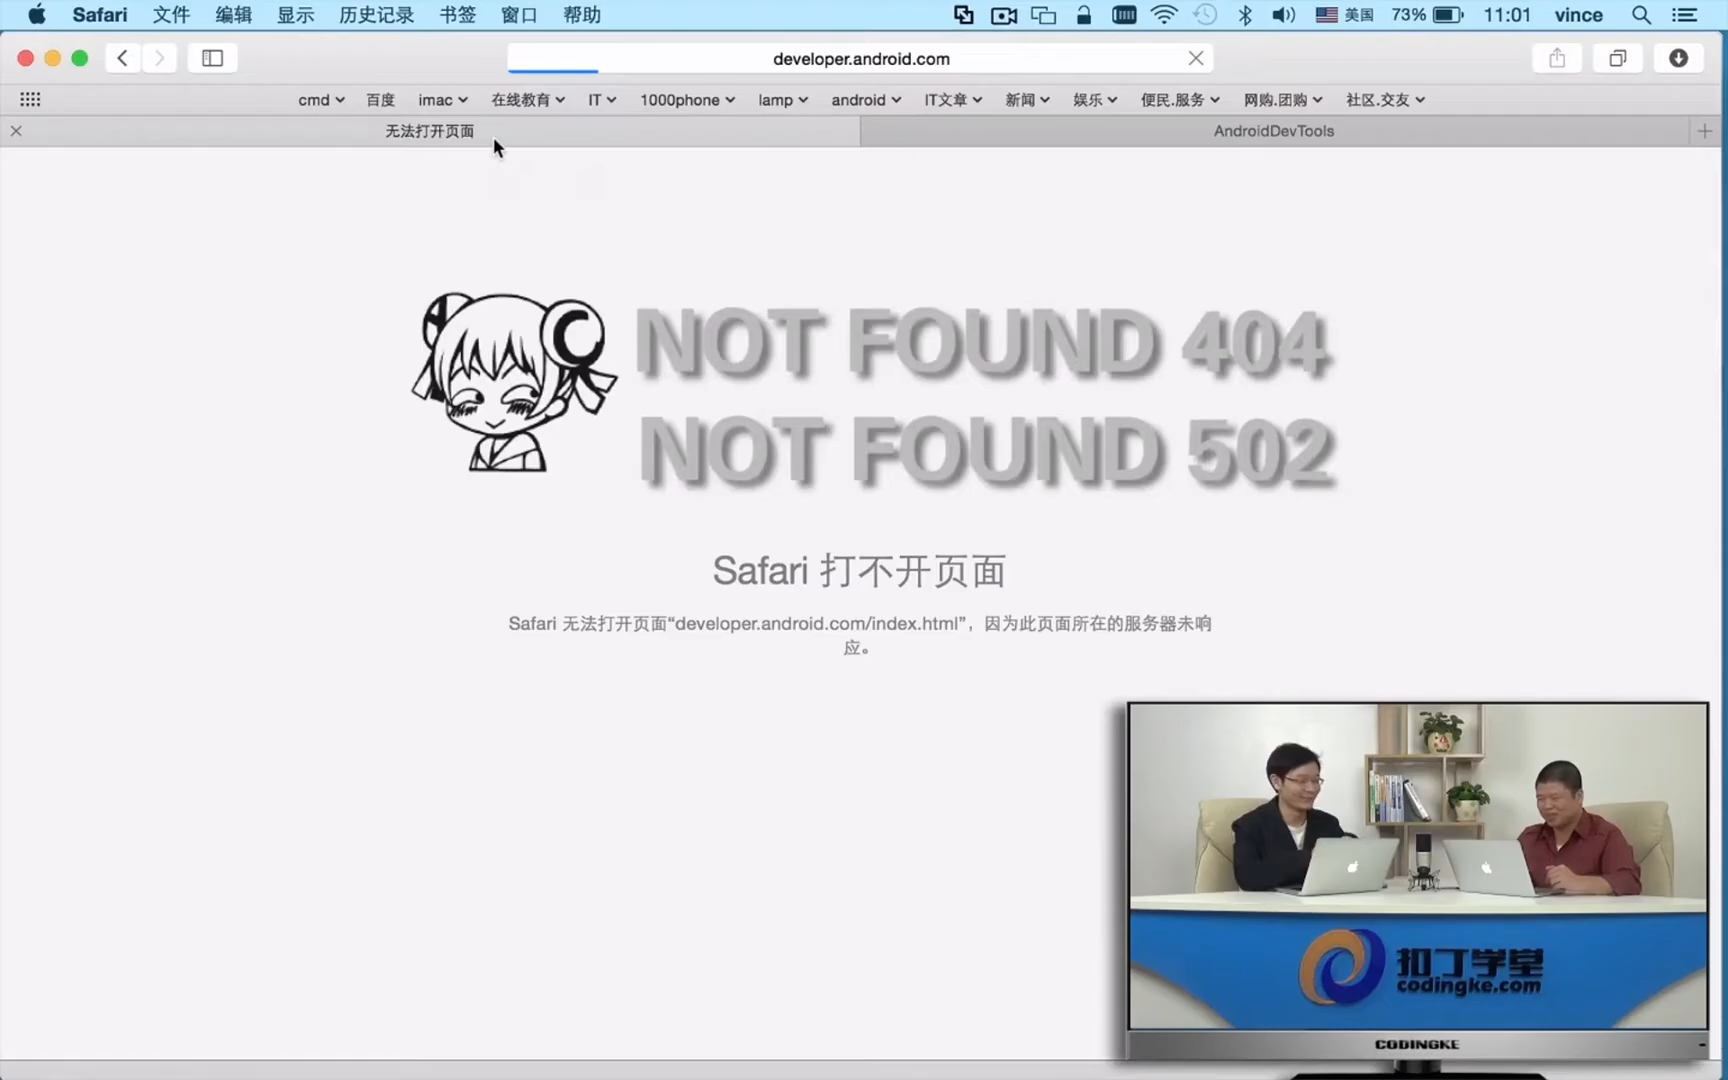 Safari 文件 编辑 显示 历史记录 书签 窗口 帮助 美国 73% 11:01 vince
developer.android.com
cmd 百度 imac 在线教育 IT 1000phone lamp android IT文章 新闻 娱乐 便民.服务 网购.团购 社区.交友
无法打开页面 AndroidDevTools
NOT FOUND 404
NOT FOUND 502
Safari 打不开页面
Safari 无法打开页面“developer.android.com/index.html”，因为此页面所在的服务器未响
应。
扣丁学堂
codingke.com
CODINGKE